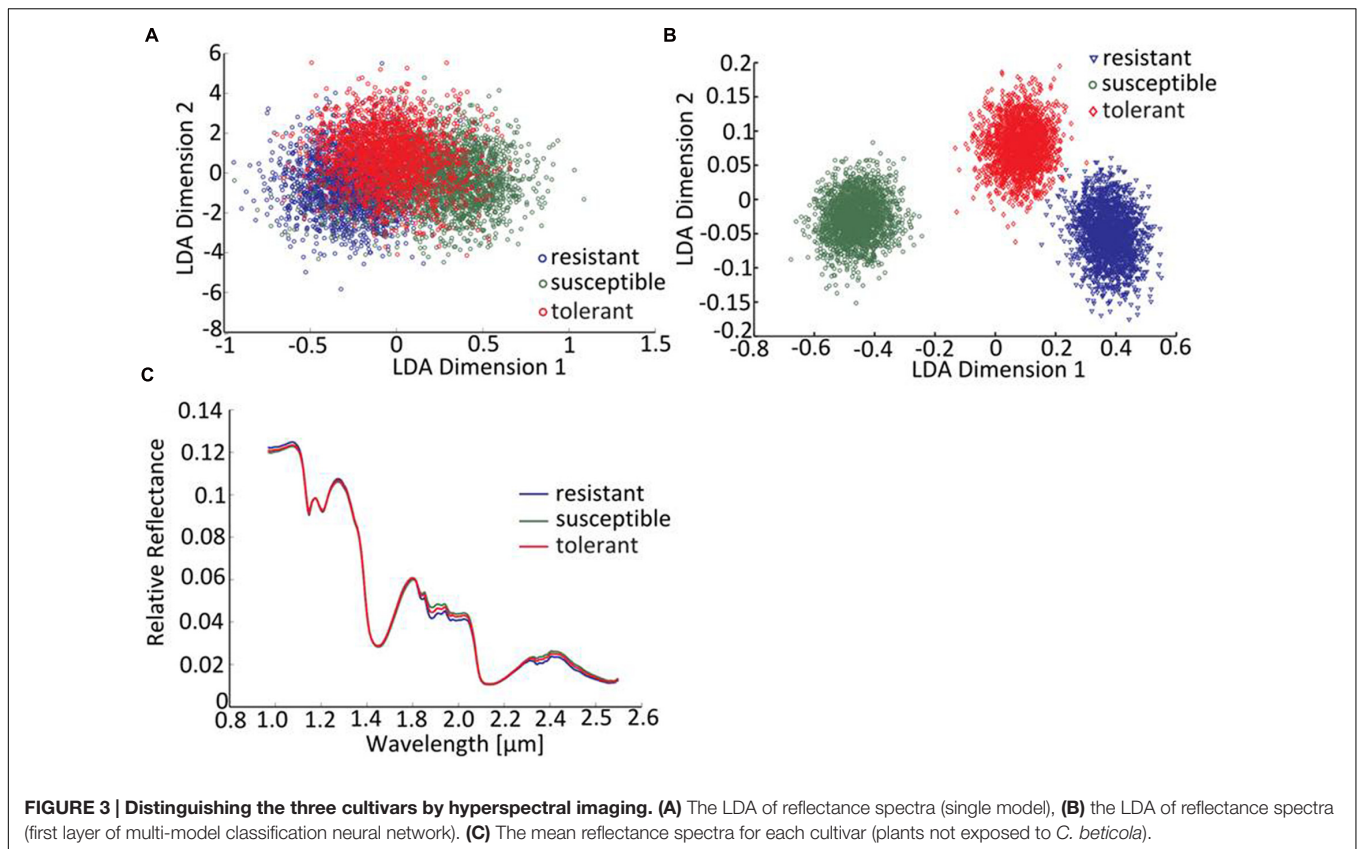 A
6
4
2
0
-2
-4
-6
-8
-1
-0.5
0
0.5
1
1.5
LDA Dimension 2
LDA Dimension 1
resistant
susceptible
tolerant
B
0.2
0.15
0.1
0.05
0
-0.05
-0.1
-0.15
-0.2
-0.8
-0.6
-0.4
-0.2
0
0.2
0.4
0.6
LDA Dimension 2
LDA Dimension 1
resistant
susceptible
tolerant
C
0.14
0.12
0.1
0.08
0.06
0.04
0.02
0
0.8 1.0 1.2 1.4 1.8 2.0 2.2 2.4 2.5 2.6
Relative Reflectance
Wavelength [µm]
resistant
susceptible
tolerant
FIGURE 3 | Distinguishing the three cultivars by hyperspectral imaging. (A) The LDA of reflectance spectra (single model), (B) the LDA of reflectance spectra
(first layer of multi-model classification neural network). (C) The mean reflectance spectra for each cultivar (plants not exposed to C. beticola).